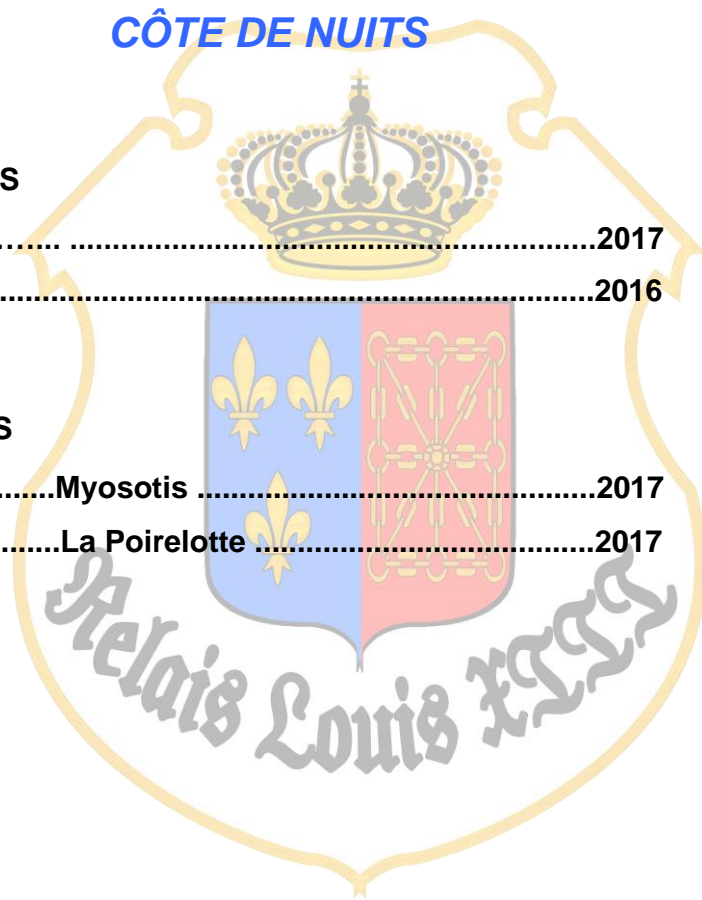 CÔTE DE NUITS
S
....... ...............................................................2017
.......................................................................2016
S
.......Myosotis ................................................2017
.......La Poirelotte .........................................2017
Relais Louis XIII